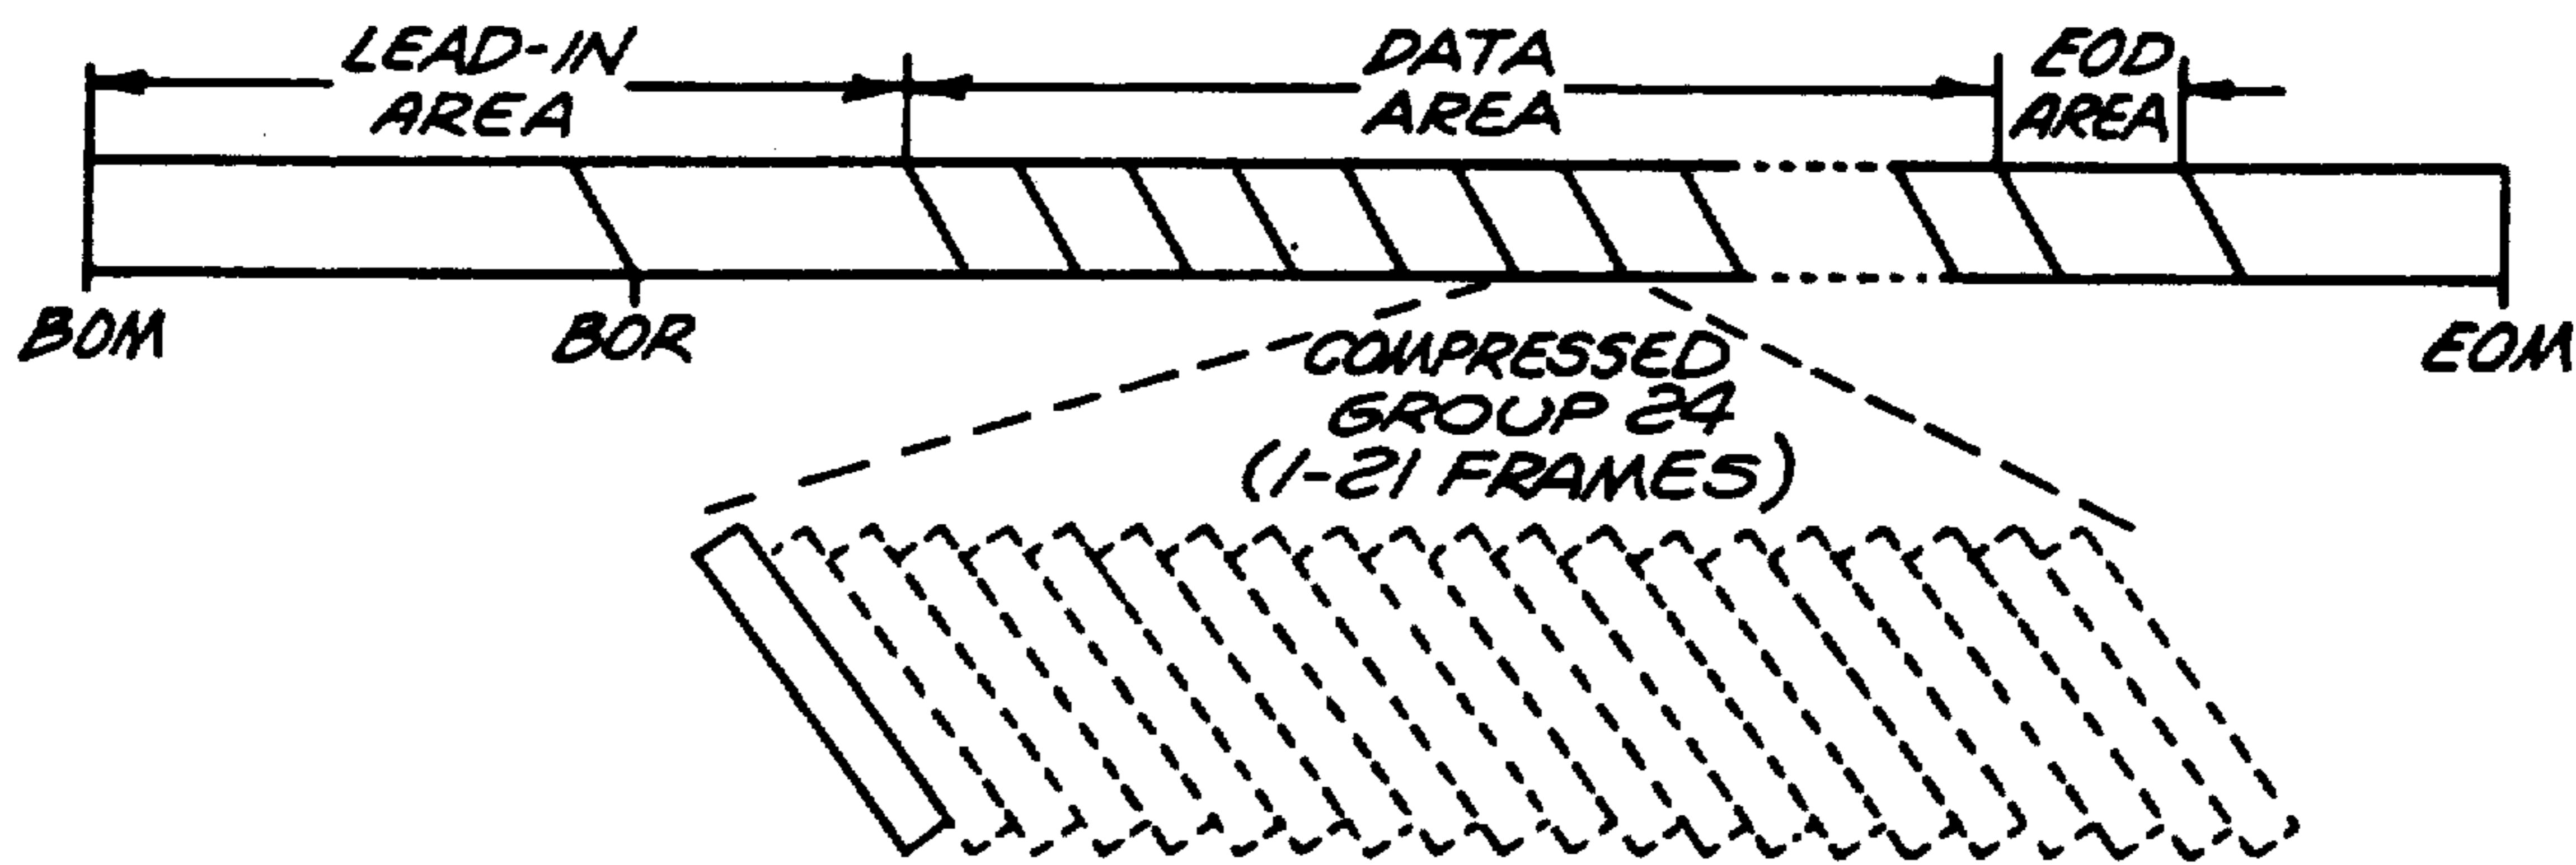 LEAD-IN
AREA
DATA
AREA
EOD
AREA
BOM
BOR
EOM
COMPRESSED
GROUP 24
(1-21 FRAMES)